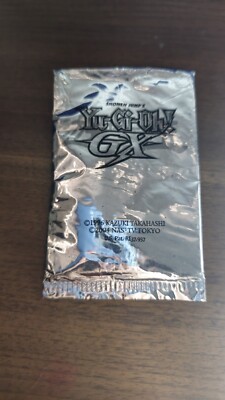 SHONEN JUMP'S
Yu-Gi-Oh!
GX
©1996 KAZUKI TAKAHASHI
©2004 NAS • TV TOKYO